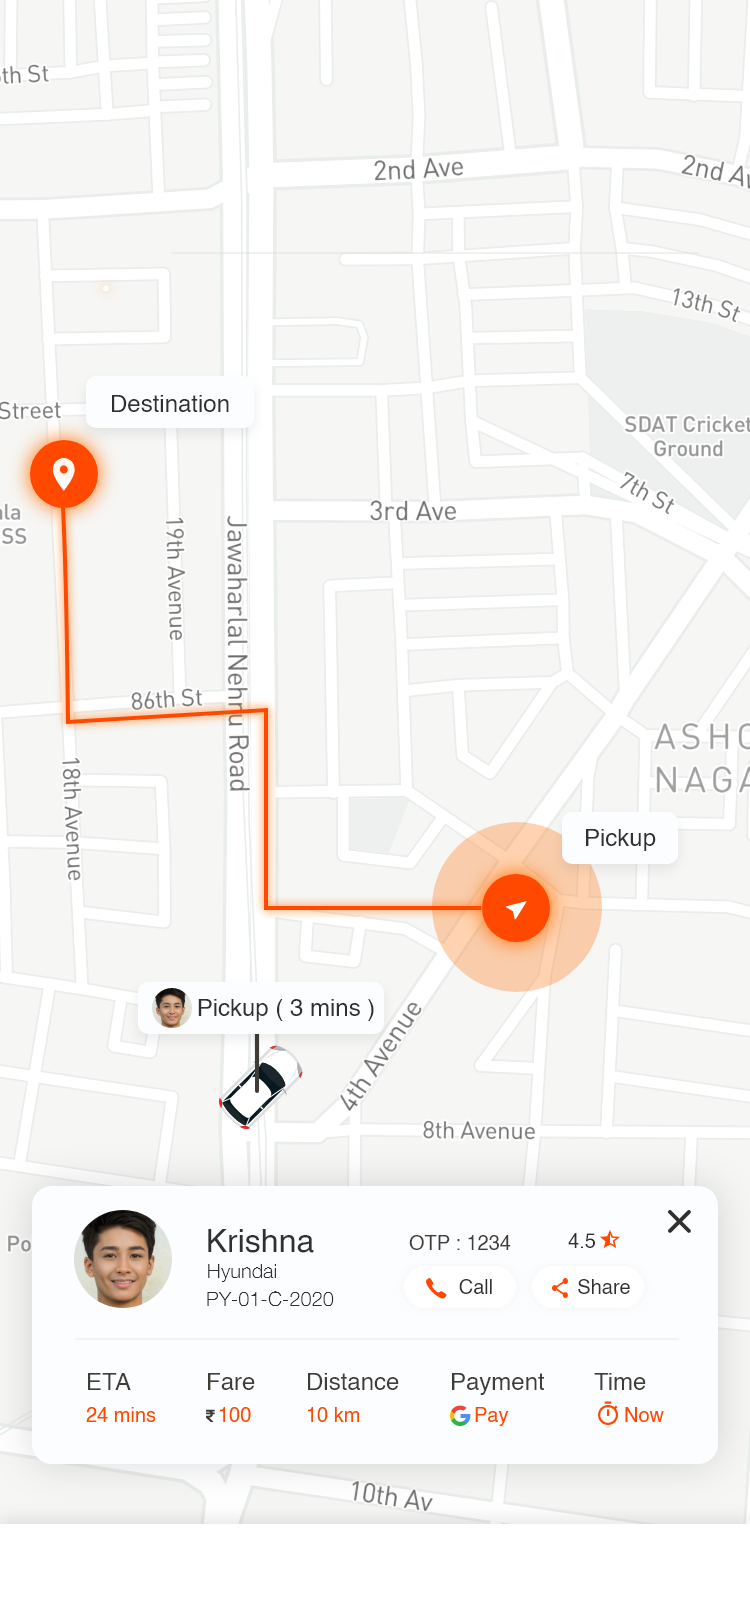 th St
2nd Ave
2nd Av
13th St
Destination
Street
SDAT Cricket
Ground
7th St
3rd Ave
la
SS
19th Avenue
Jawaharlal Nehru Road
86th St
ASHO
NAGA
18th Avenue
Pickup
Pickup ( 3 mins )
4th Avenue
8th Avenue
Po
Krishna
Hyundai
PY-01-C-2020
OTP : 1234
4.5
Call
Share
ETA
24 mins
Fare
₹ 100
Distance
10 km
Payment
G Pay
Time
Now
10th Av